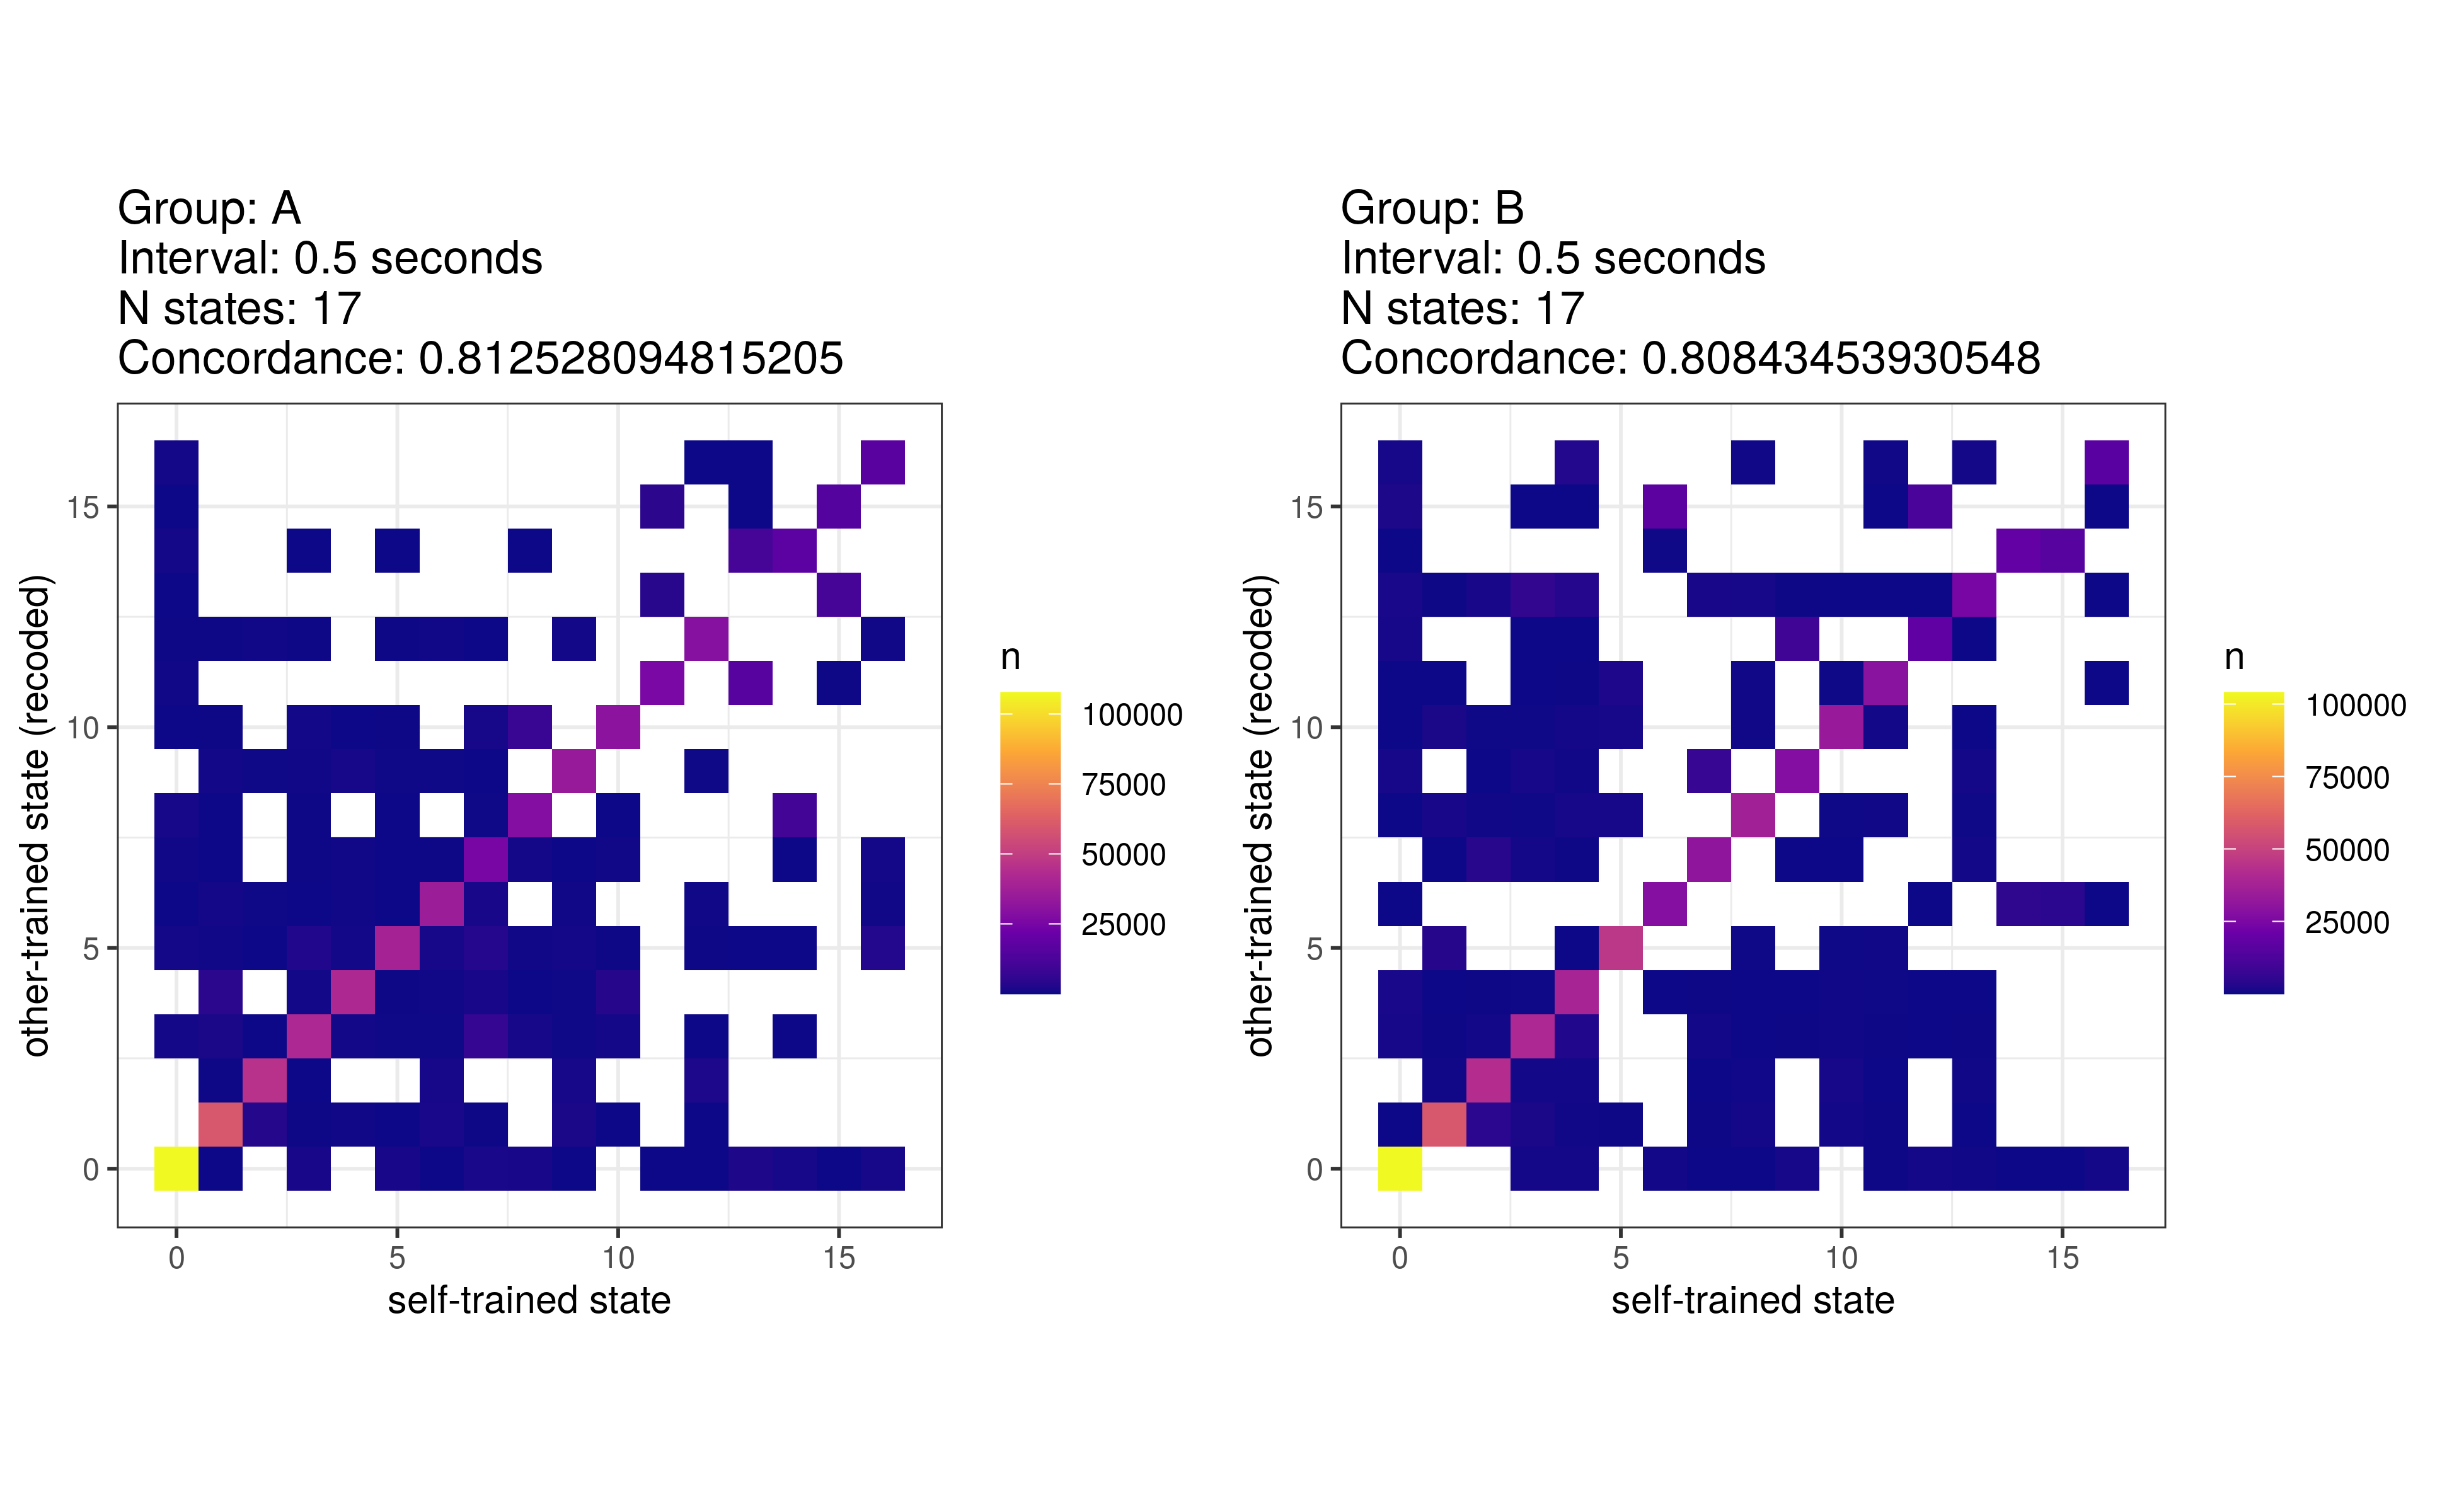 Group: A
Interval: 0.5 seconds
N states: 17
Concordance: 0.812528094815205
15
10
5
0
0 5 10 15
other-trained state (recoded)
self-trained state
n
100000
75000
50000
25000
Group: B
Interval: 0.5 seconds
N states: 17
Concordance: 0.80843453930548
15
10
5
0
0 5 10 15
other-trained state (recoded)
self-trained state
n
100000
75000
50000
25000